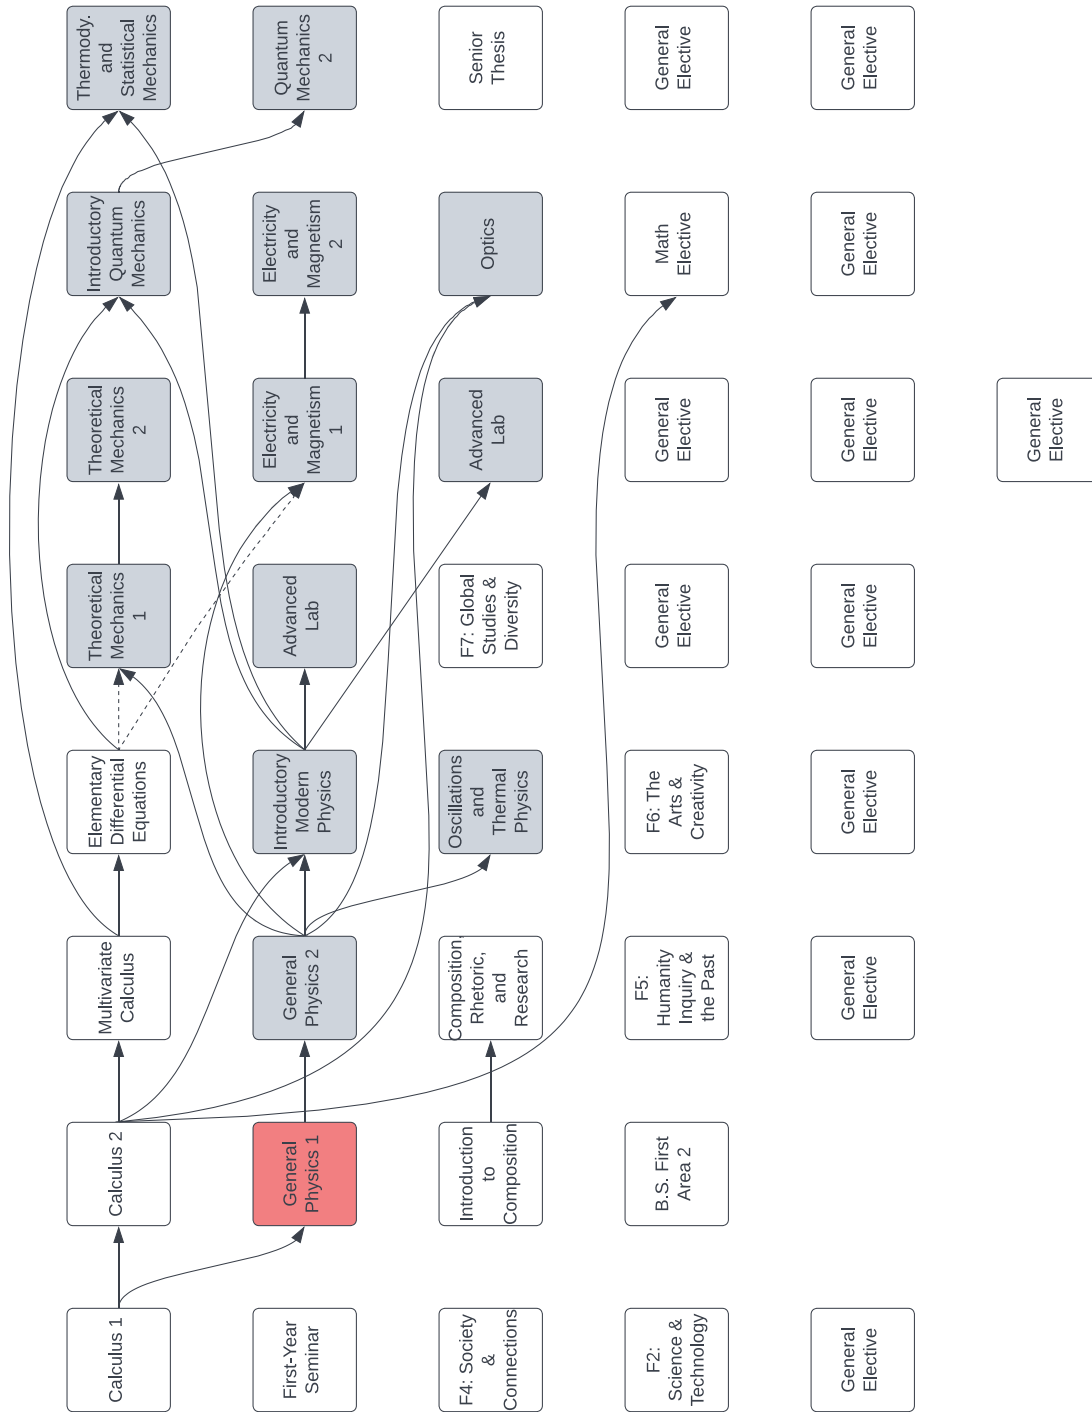 Calculus 1
Calculus 2
Multivariate
Calculus
Elementary
Differential
Equations
Theoretical
Mechanics
1
Theoretical
Mechanics
2
Introductory
Quantum
Mechanics
Thermody.
and
Statistical
Mechanics
First-Year
Seminar
General
Physics 1
General
Physics 2
Introductory
Modern
Physics
Advanced
Lab
Electricity
and
Magnetism
1
Electricity
and
Magnetism
2
Quantum
Mechanics
2
F4: Society
&
Connections
Introduction
to
Composition
Composition,
Rhetoric,
and
Research
Oscillations
and
Thermal
Physics
F7: Global
Studies &
Diversity
Advanced
Lab
Optics
Senior
Thesis
F2:
Science &
Technology
B.S. First
Area 2
F5:
Humanity
Inquiry &
the Past
F6: The
Arts &
Creativity
General
Elective
General
Elective
Math
Elective
General
Elective
General
Elective
General
Elective
General
Elective
General
Elective
General
Elective
General
Elective
General
Elective
General
Elective